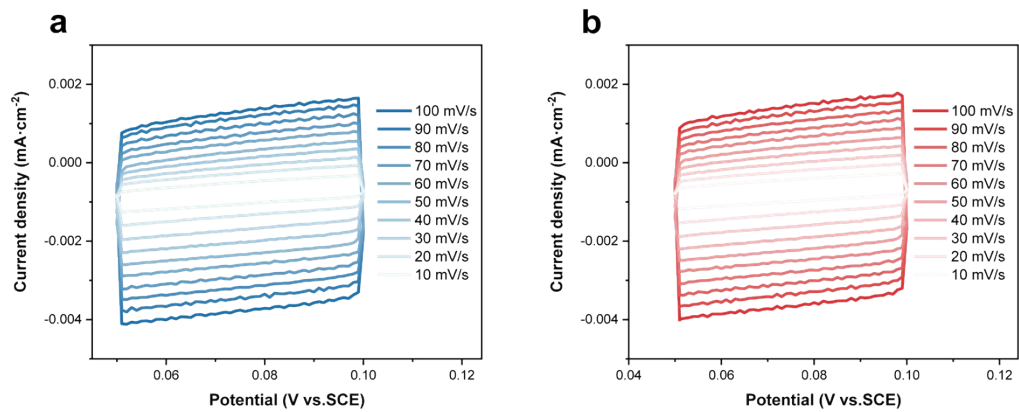 a
Current density (mA·cm⁻²)
0.002
0.000
-0.002
-0.004
0.06
0.08
0.10
0.12
Potential (V vs.SCE)
100 mV/s
90 mV/s
80 mV/s
70 mV/s
60 mV/s
50 mV/s
40 mV/s
30 mV/s
20 mV/s
10 mV/s
b
Current density (mA·cm⁻²)
0.002
0.000
-0.002
-0.004
0.04
0.06
0.08
0.10
0.12
Potential (V vs.SCE)
100 mV/s
90 mV/s
80 mV/s
70 mV/s
60 mV/s
50 mV/s
40 mV/s
30 mV/s
20 mV/s
10 mV/s